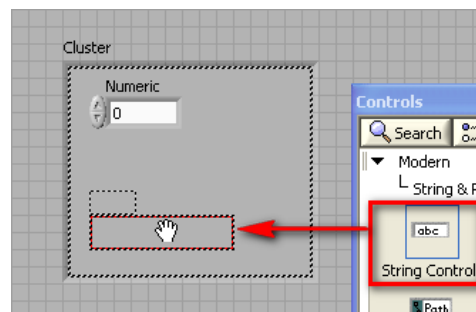 Cluster
Numeric
0
Controls
Search
Modern
String &
abc
String Control
Path